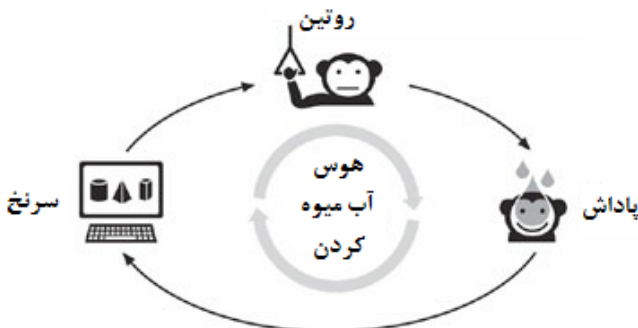 روتین
هوس
آب میوه
کردن
سرنخ
پاداش